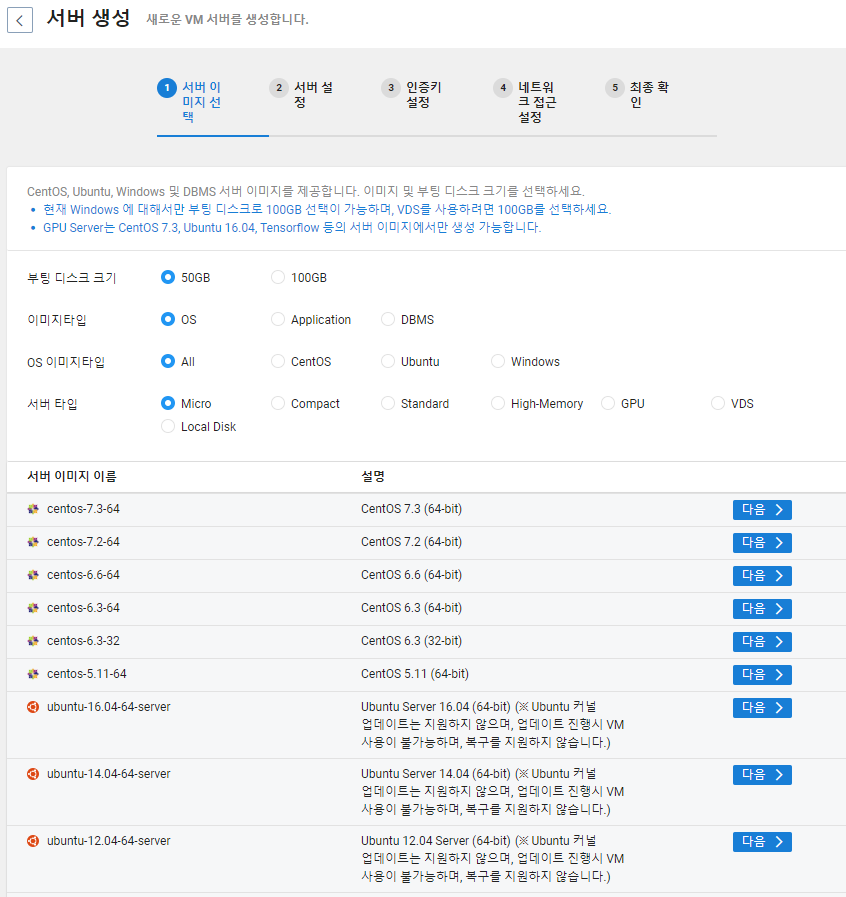 서버 생성 새로운 VM 서버를 생성합니다.
1 서버 이
미지 선
택
2 서버 설
정
3 인증키
설정
4 네트워
크 접근
설정
5 최종 확
인
CentOS, Ubuntu, Windows 및 DBMS 서버 이미지를 제공합니다. 이미지 및 부팅 디스크 크기를 선택하세요.
• 현재 Windows 에 대해서만 부팅 디스크로 100GB 선택이 가능하며, VDS를 사용하려면 100GB를 선택하세요.
• GPU Server는 CentOS 7.3, Ubuntu 16.04, Tensorflow 등의 서버 이미지에서만 생성 가능합니다.
부팅 디스크 크기 50GB 100GB
이미지타입 OS Application DBMS
OS 이미지타입 All CentOS Ubuntu Windows
서버 타입 Micro Compact Standard High-Memory GPU VDS
Local Disk
서버 이미지 이름 설명
centos-7.3-64 CentOS 7.3 (64-bit) 다음
centos-7.2-64 CentOS 7.2 (64-bit) 다음
centos-6.6-64 CentOS 6.6 (64-bit) 다음
centos-6.3-64 CentOS 6.3 (64-bit) 다음
centos-6.3-32 CentOS 6.3 (32-bit) 다음
centos-5.11-64 CentOS 5.11 (64-bit) 다음
ubuntu-16.04-64-server Ubuntu Server 16.04 (64-bit) (※ Ubuntu 커널 다음
업데이트는 지원하지 않으며, 업데이트 진행시 VM
사용이 불가능하며, 복구를 지원하지 않습니다.)
ubuntu-14.04-64-server Ubuntu Server 14.04 (64-bit) (※ Ubuntu 커널 다음
업데이트는 지원하지 않으며, 업데이트 진행시 VM
사용이 불가능하며, 복구를 지원하지 않습니다.)
ubuntu-12.04-64-server Ubuntu 12.04 Server (64-bit) (※ Ubuntu 커널 다음
업데이트는 지원하지 않으며, 업데이트 진행시 VM
사용이 불가능하며, 복구를 지원하지 않습니다.)